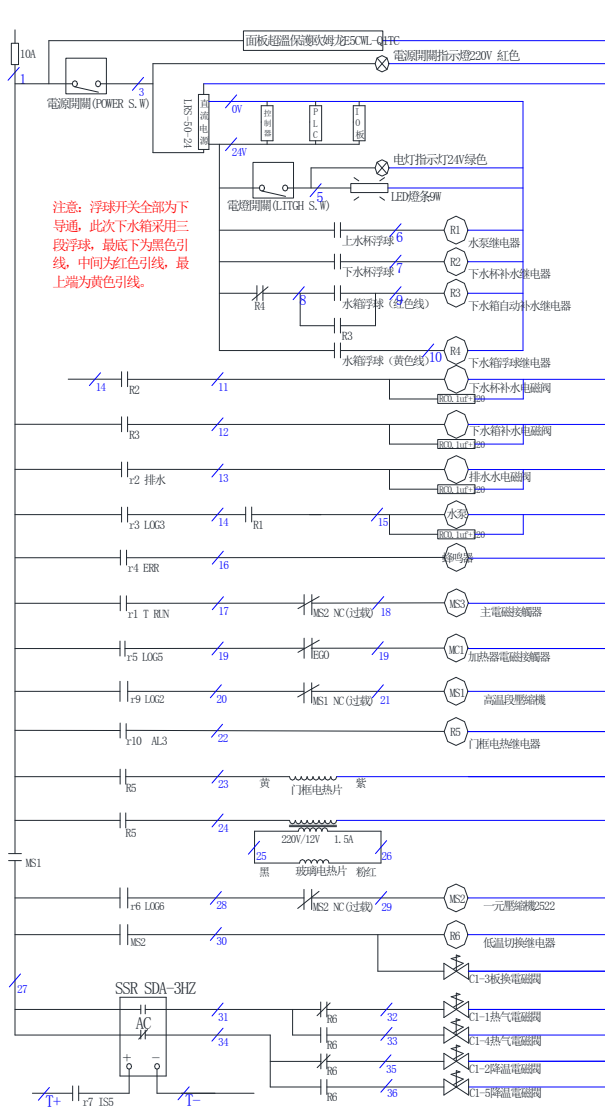 面板超溫保護欧姆龙E5CWL-Q1TC
10A
電源開關指示燈220V 紅色
1
3
電源開關(POWER S.W)
LRS-50-24
直流电源
0V
控制器
PLC
IO板
24V
电灯指示灯24V绿色
5
LED燈条9W
電燈開關(LITGH S.W)
注意：浮球开关全部为下
导通，此次下水箱采用三
段浮球，最底下为黑色引
线，中间为红色引线，最
上端为黄色引线。
上水杯浮球
6
R1
水泵继电器
下水杯浮球
7
R2
下水杯补水继电器
R4
8
水箱浮球（红色线）
9
R3
下水箱自动补水继电器
R3
水箱浮球（黄色线）
10
R4
下水箱浮球继电器
14
R2
11
下水杯补水电磁阀
RC0.1uf+120
R3
12
下水箱补水电磁阀
RC0.1uf+120
r2 排水
13
排水水电磁阀
RC0.1uf+120
r3 LOG3
14
R1
15
水泵
RC0.1uf+120
r4 ERR
16
蜂鸣器
r1 T RUN
17
MS2 NC(过载)
18
MS3
主電磁接觸器
r5 LOG5
19
EGO
19
MC1
加热器電磁接觸器
r9 LOG2
20
MS1 NC(过载)
21
MS1
高温段壓縮機
r10 AL3
22
R5
门框电热继电器
R5
23
黄
门框电热片
紫
R5
24
220V/12V 1.5A
25
26
黑
玻璃电热片
粉红
MS1
r6 LOG6
28
MS2 NC(过载)
29
MS2
一元壓縮機2522
MS2
30
R6
低温切换继电器
C1-3板换電磁閥
27
SSR SDA-3HZ
AC
31
R6
32
C1-1热气電磁閥
34
R6
33
C1-4热气電磁閥
R6
35
C1-2降温電磁閥
+ −
R6
36
C1-5降温電磁閥
T+
r7 IS5
T−